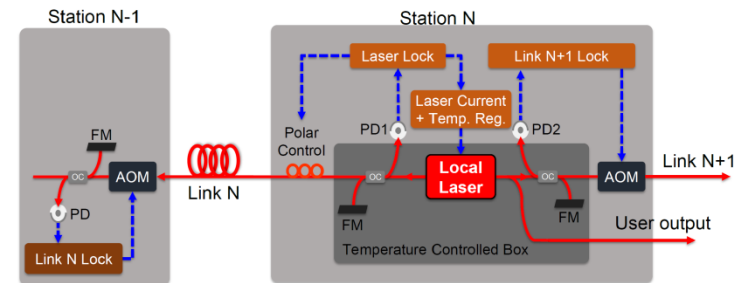 Station N-1
Station N
Laser Lock
Link N+1 Lock
Laser Current
+ Temp. Reg.
FM
Polar
Control
PD1
PD2
OC
AOM
Link N
OC
Local
Laser
OC
AOM
Link N+1
PD
FM
FM
User output
Link N Lock
Temperature Controlled Box